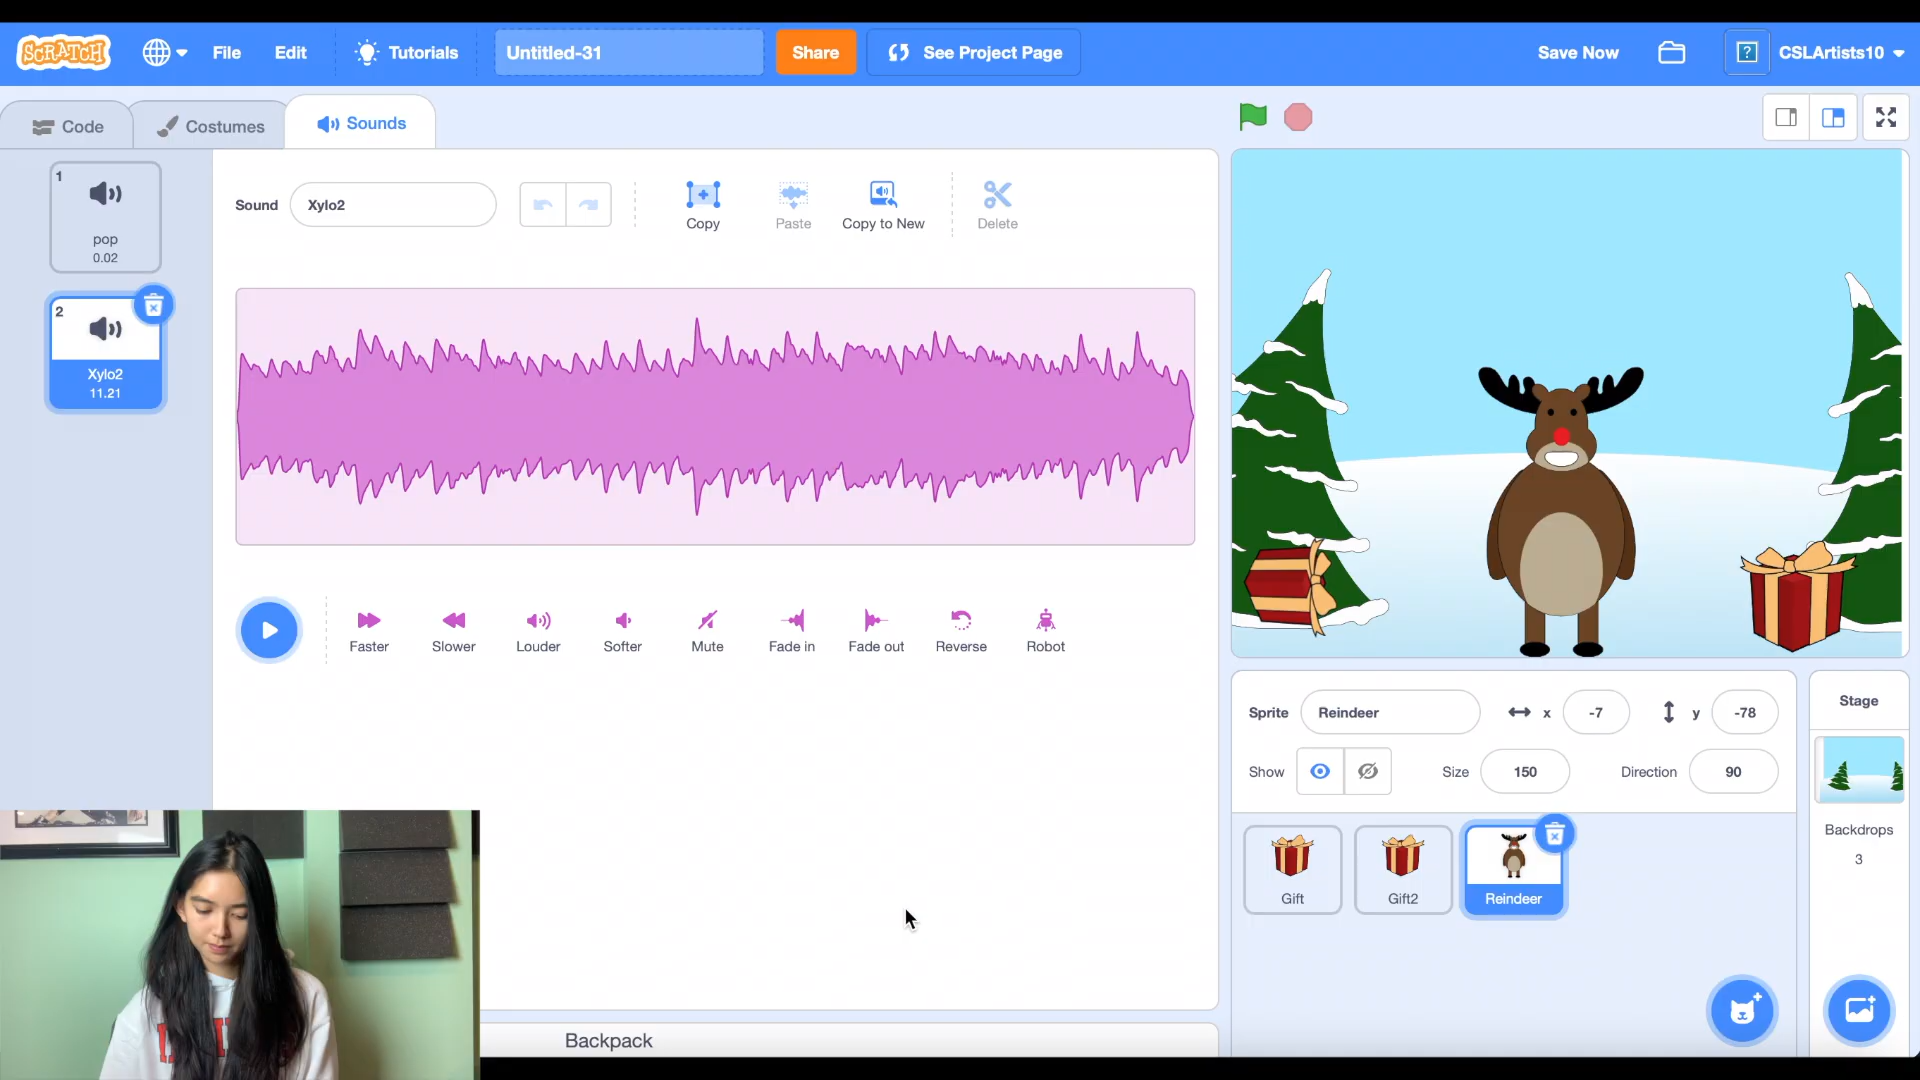 SCRATCH File Edit Tutorials Untitled-31 Share See Project Page Save Now ? CSLArtists10
Code Costumes Sounds
1
pop
0.02
2
Xylo2
11.21
Sound Xylo2 Copy Paste Copy to New Delete
Faster Slower Louder Softer Mute Fade in Fade out Reverse Robot
Sprite Reindeer x -7 y -78
Show Size 150 Direction 90
Gift Gift2 Reindeer
Stage
Backdrops
3
Backpack